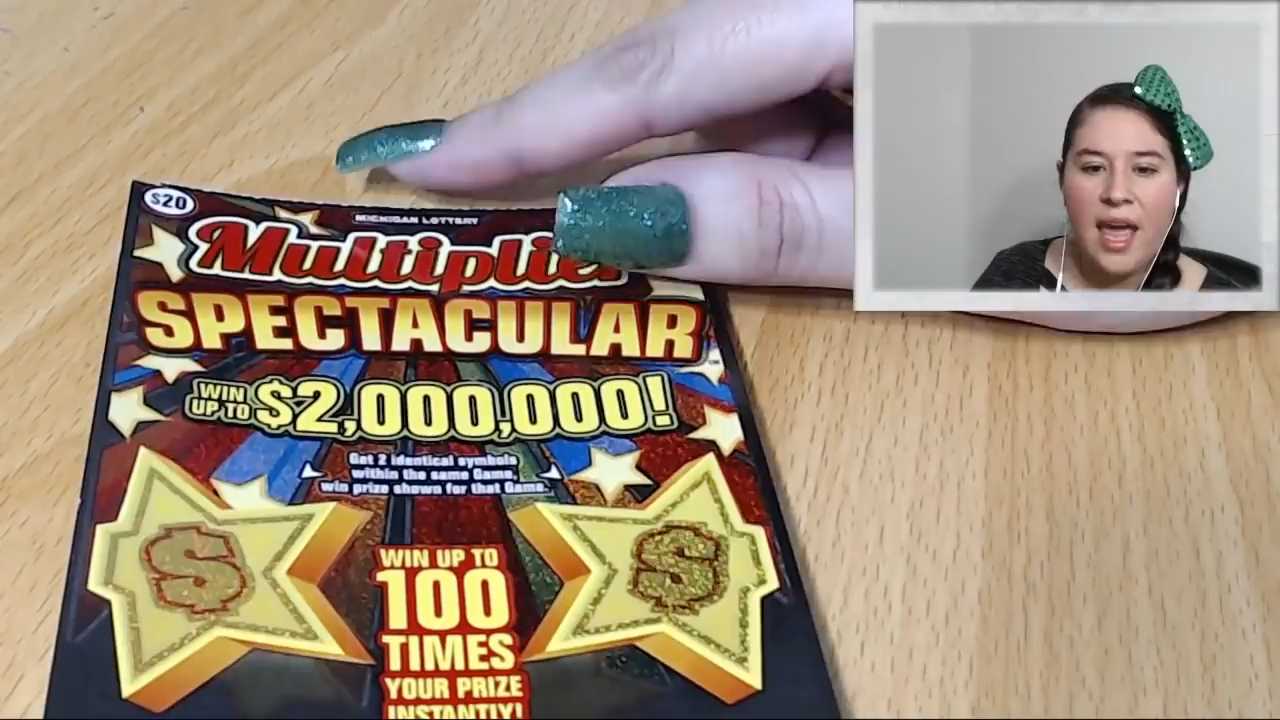 $20
MICHIGAN LOTTERY
Multiplier
SPECTACULAR
WIN UP TO $2,000,000!
Get 2 identical symbols
within the same Game,
win prize shown for that Game.
WIN UP TO
100
TIMES
YOUR PRIZE
INSTANTLY!